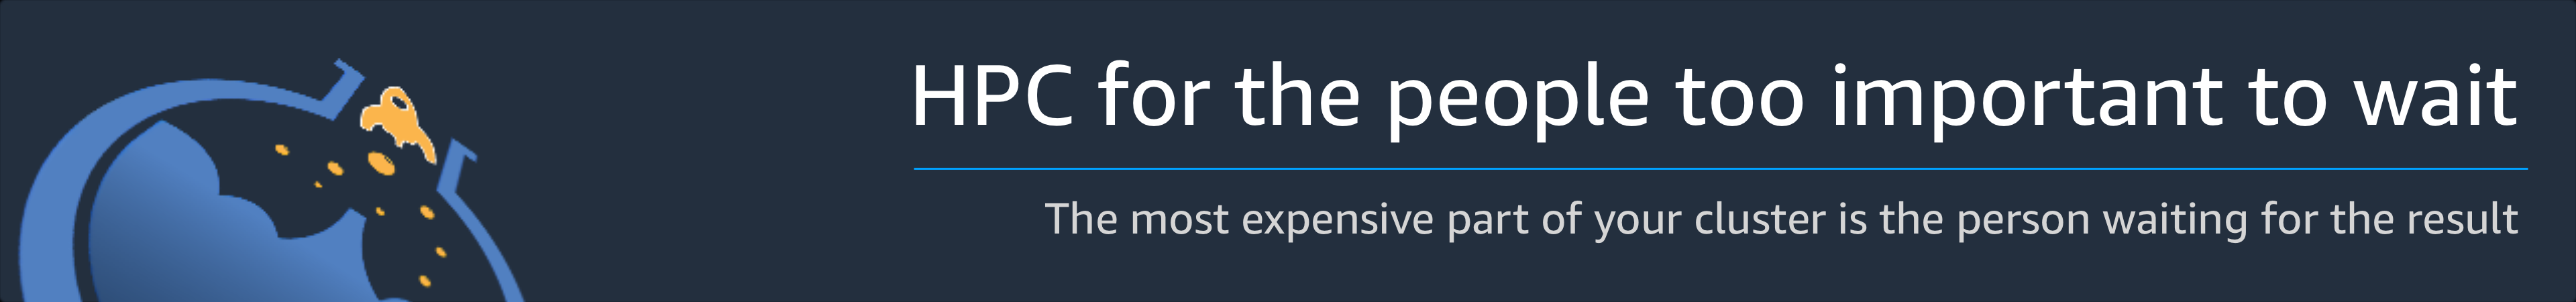 HPC for the people too important to wait
The most expensive part of your cluster is the person waiting for the result